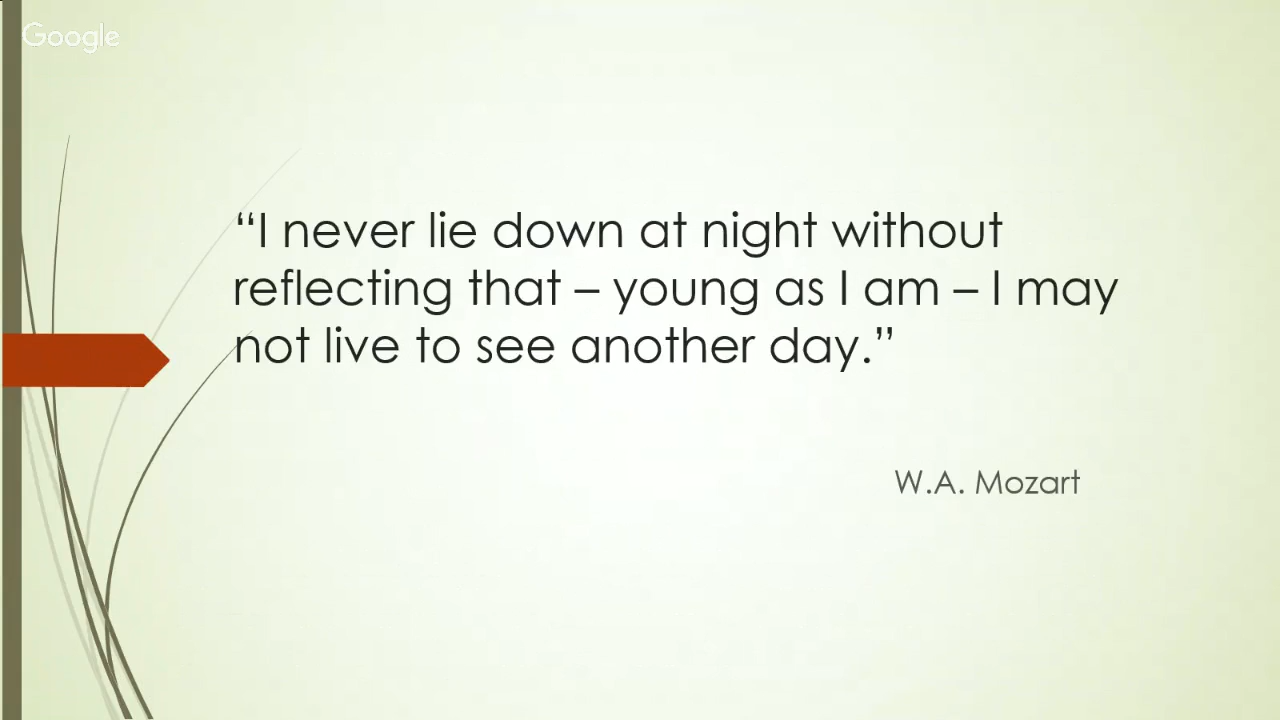 Google
“I never lie down at night without
reflecting that – young as I am – I may
not live to see another day.”
W.A. Mozart